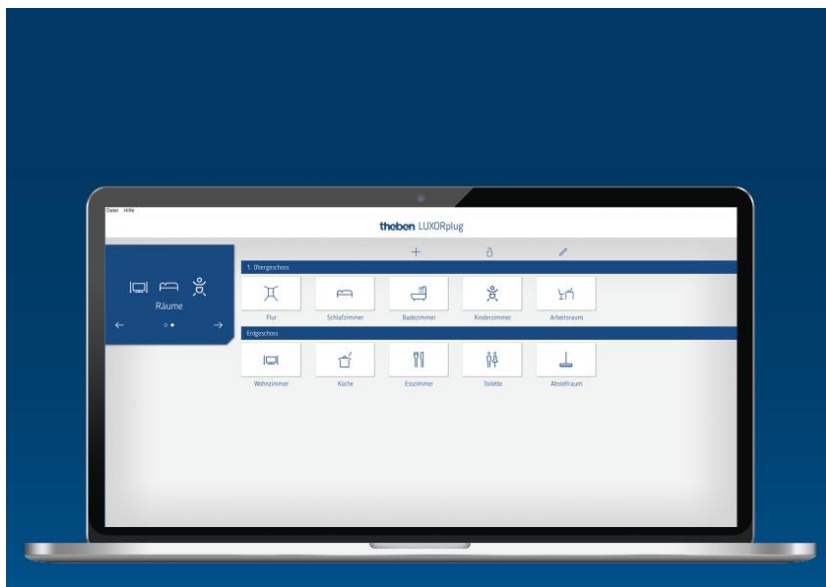 Datei Hilfe
theben LUXORplug
1. Obergeschoss
Räume
Flur Schlafzimmer Badezimmer Kinderzimmer Arbeitsraum
Erdgeschoss
Wohnzimmer Küche Esszimmer Toilette Abstellraum